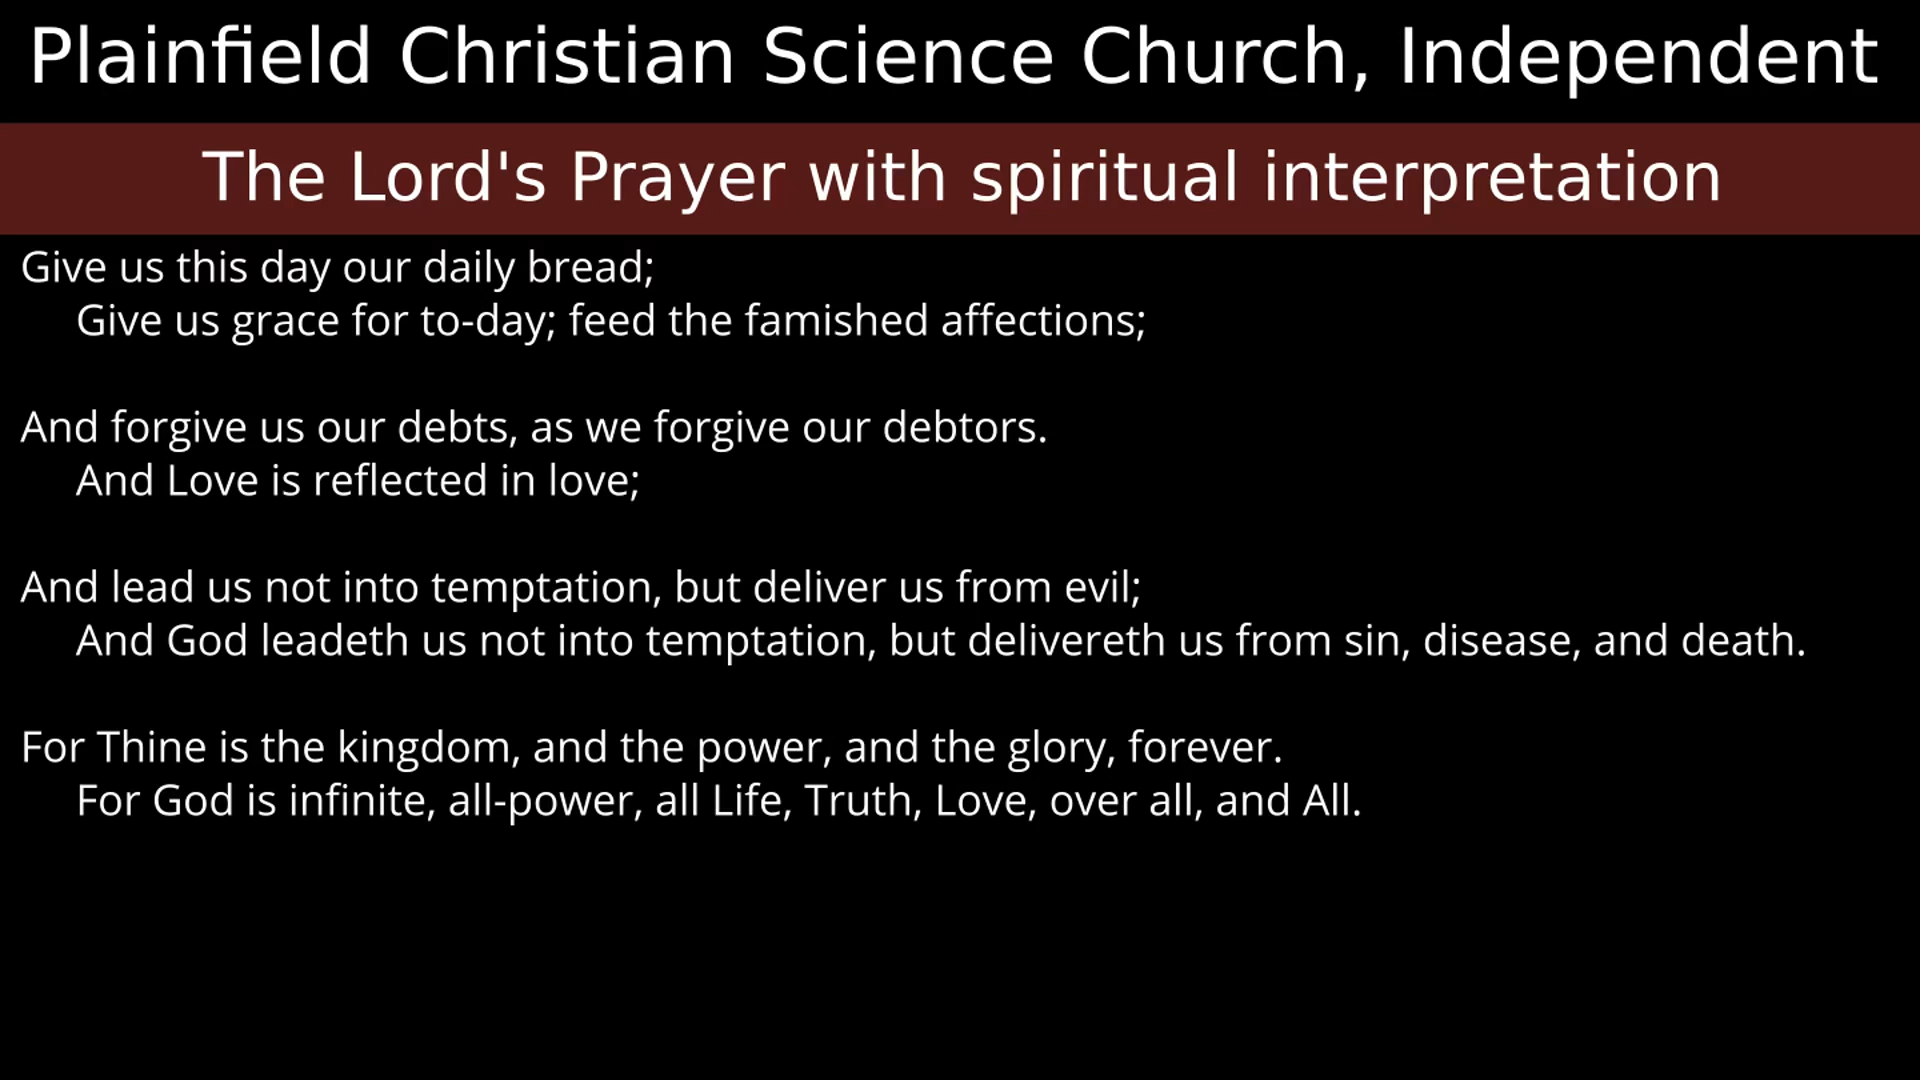 Plainfield Christian Science Church, Independent
The Lord's Prayer with spiritual interpretation
Give us this day our daily bread;
Give us grace for to-day; feed the famished affections;
And forgive us our debts, as we forgive our debtors.
And Love is reflected in love;
And lead us not into temptation, but deliver us from evil;
And God leadeth us not into temptation, but delivereth us from sin, disease, and death.
For Thine is the kingdom, and the power, and the glory, forever.
For God is infinite, all-power, all Life, Truth, Love, over all, and All.